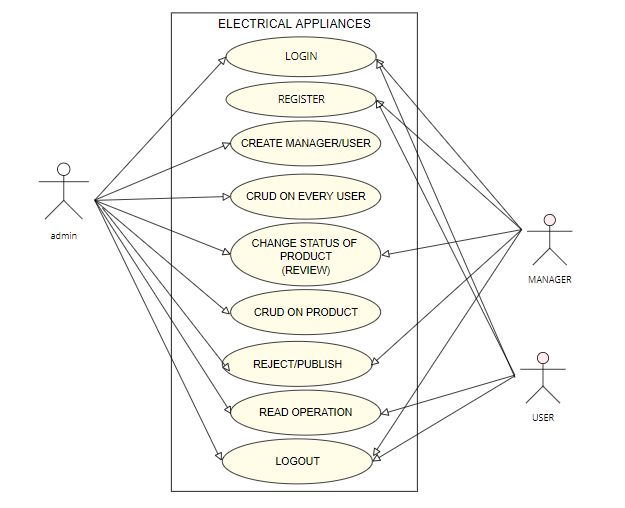 ELECTRICAL APPLIANCES
LOGIN
REGISTER
CREATE MANAGER/USER
CRUD ON EVERY USER
CHANGE STATUS OF
PRODUCT
(REVIEW)
CRUD ON PRODUCT
REJECT/PUBLISH
READ OPERATION
LOGOUT
admin
MANAGER
USER